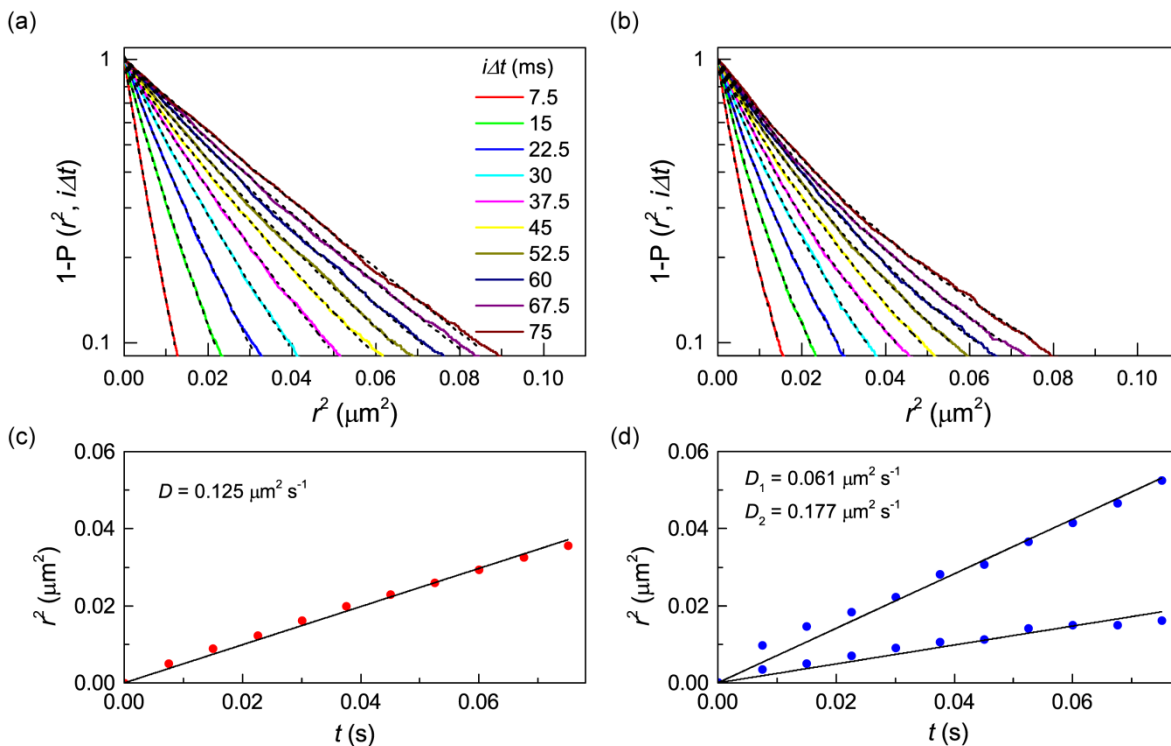 (a)
1-P (r², iΔt)
1
0.1
iΔt (ms)
7.5
15
22.5
30
37.5
45
52.5
60
67.5
75
0.00 0.02 0.04 0.06 0.08 0.10
r² (μm²)
(b)
1-P (r², iΔt)
1
0.1
0.00 0.02 0.04 0.06 0.08 0.10
r² (μm²)
(c)
r² (μm²)
0.06
0.04
0.02
0.00
D = 0.125 μm² s⁻¹
0.00 0.02 0.04 0.06
t (s)
(d)
r² (μm²)
0.06
0.04
0.02
0.00
D₁ = 0.061 μm² s⁻¹
D₂ = 0.177 μm² s⁻¹
0.00 0.02 0.04 0.06
t (s)